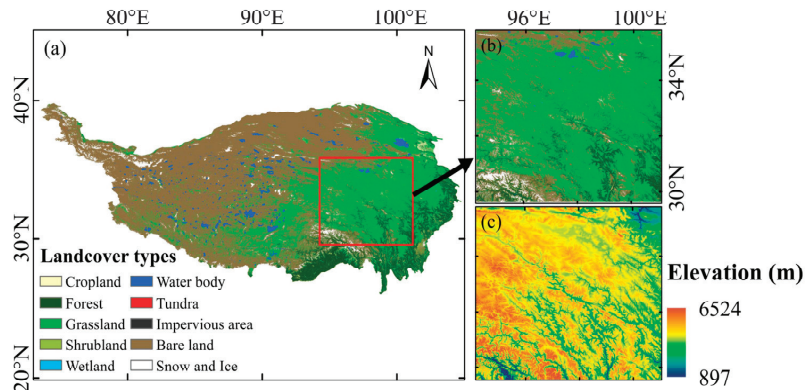 80°E 90°E 100°E
(a)
N
40°N
30°N
20°N
Landcover types
Cropland Water body
Forest Tundra
Grassland Impervious area
Shrubland Bare land
Wetland Snow and Ice
96°E 100°E
(b)
34°N
30°N
(c)
Elevation (m)
6524
897